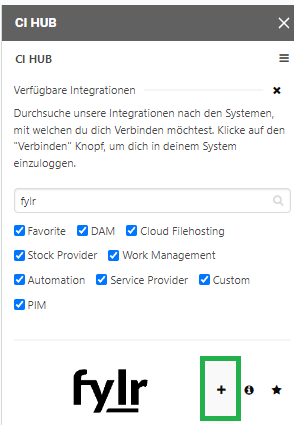 CI HUB
CI HUB
Verfügbare Integrationen
Durchsuche unsere Integrationen nach den Systemen,
mit welchen du dich Verbinden möchtest. Klicke auf den
"Verbinden" Knopf, um dich in deinem System
einzuloggen.
fylr
Favorite DAM Cloud Filehosting
Stock Provider Work Management
Automation Service Provider Custom
PIM
fylr